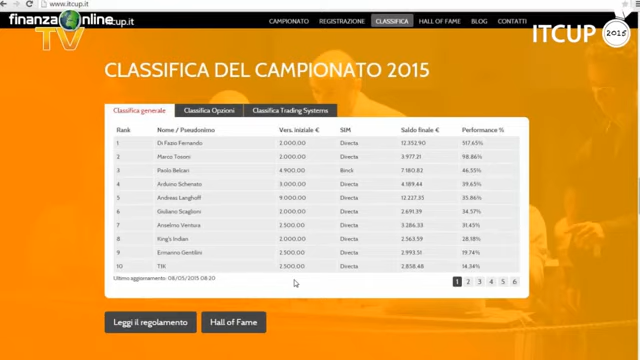 www.itcup.it
finanzaonline
TV
cup.it
CAMPIONATO REGISTRAZIONE CLASSIFICA HALL OF FAME BLOG CONTATTI
ITCUP 2015
CLASSIFICA DEL CAMPIONATO 2015
Classifica generale Classifica Opzioni Classifica Trading Systems
Rank Nome / Pseudonimo Vers. iniziale € SIM Saldo finale € Performance %
1 Di Fazio Fernando 2.000,00 Directa 12.352,90 517,65%
2 Marco Tosoni 2.000,00 Directa 3.977,21 98,86%
3 Paolo Belzari 4.900,00 Binck 7.180,82 46,55%
4 Arduino Schenato 3.000,00 Directa 4.189,44 39,65%
5 Andreas Langhoff 9.000,00 Directa 12.227,35 35,86%
6 Giuliano Scaglioni 2.000,00 Directa 2.691,39 34,57%
7 Anselmo Ventura 2.500,00 Directa 3.286,33 31,45%
8 King's Indian 2.000,00 Directa 2.563,59 28,18%
9 Ermanno Gentilini 2.500,00 Directa 2.993,51 19,74%
10 T1K 2.500,00 Directa 2.858,48 14,34%
Ultimo aggiornamento: 08/05/2015 08:20
1 2 3 4 5 6
Leggi il regolamento Hall of Fame